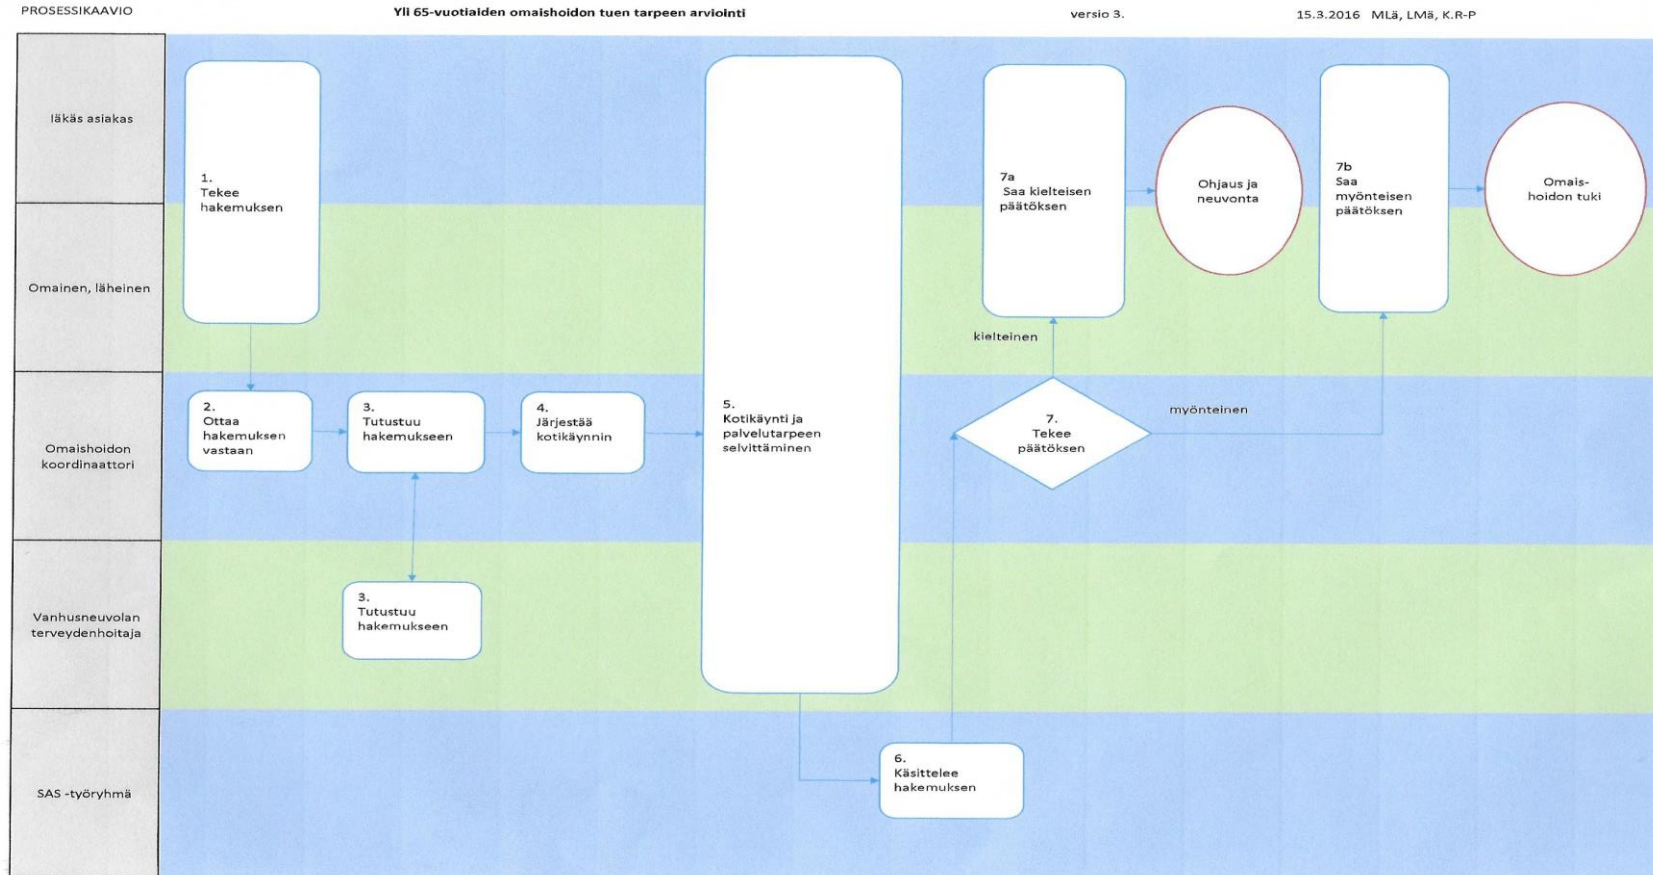 PROSESSIKAAVIO
Yli 65-vuotiaiden omaishoidon tuen tarpeen arviointi
versio 3.
15.3.2016 MLä, LMä, K.R-P
Iäkäs asiakas
1.
Tekee
hakemuksen
7a
Saa kielteisen
päätöksen
Ohjaus ja
neuvonta
7b
Saa
myönteisen
päätöksen
Omais-
hoidon tuki
Omainen, läheinen
kielteinen
Omaishoidon
koordinaattori
2.
Ottaa
hakemuksen
vastaan
3.
Tutustuu
hakemukseen
4.
Järjestää
kotikäynnin
5.
Kotikäynti ja
palvelutarpeen
selvittäminen
7.
Tekee
päätöksen
myönteinen
Vanhusneuvolan
terveydenhoitaja
3.
Tutustuu
hakemukseen
SAS -työryhmä
6.
Käsittelee
hakemuksen